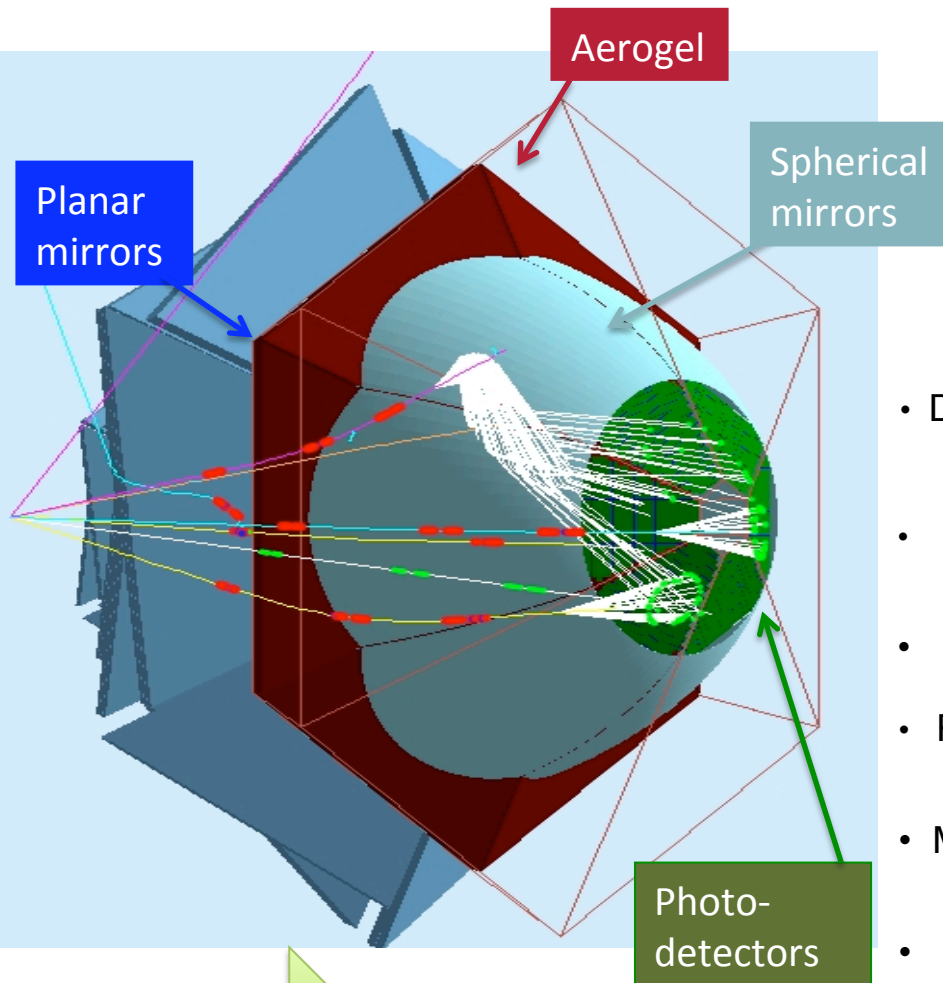 Aerogel
Spherical
mirrors
Planar
mirrors
Photo-
detectors